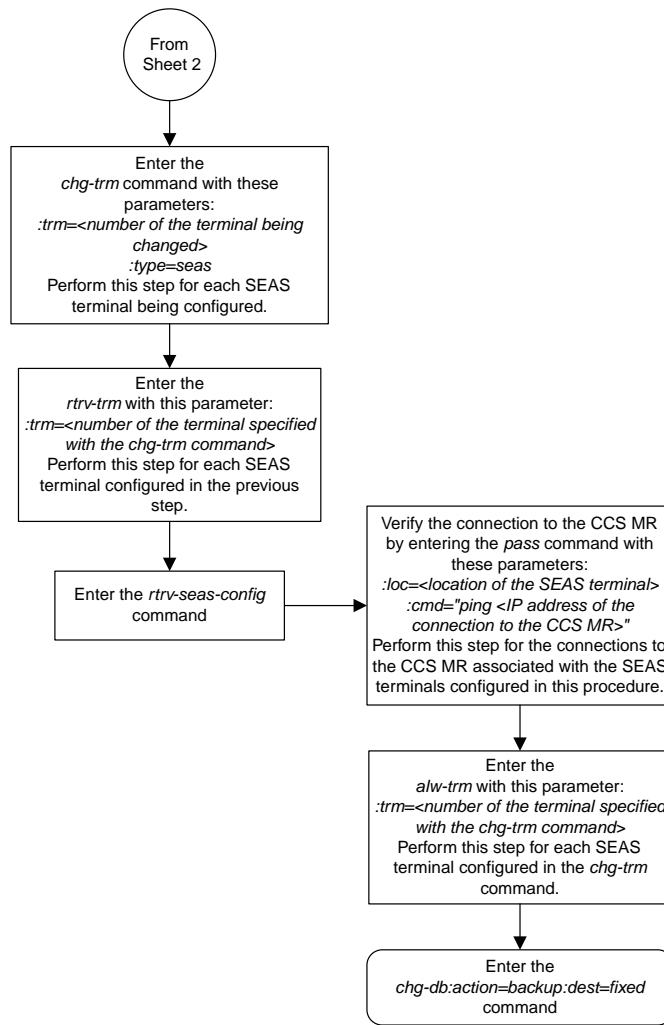 From
Sheet 2
Enter the
chg-trm command with these
parameters:
:trm=<number of the terminal being
changed>
:type=seas
Perform this step for each SEAS
terminal being configured.
Enter the
rtrv-trm with this parameter:
:trm=<number of the terminal specified
with the chg-trm command>
Perform this step for each SEAS
terminal configured in the previous
step.
Enter the rtrv-seas-config
command
Verify the connection to the CCS MR
by entering the pass command with
these parameters:
:loc=<location of the SEAS terminal>
:cmd="ping <IP address of the
connection to the CCS MR>"
Perform this step for the connections to
the CCS MR associated with the SEAS
terminals configured in this procedure.
Enter the
alw-trm with this parameter:
:trm=<number of the terminal specified
with the chg-trm command>
Perform this step for each SEAS
terminal configured in the chg-trm
command.
Enter the
chg-db:action=backup:dest=fixed
command